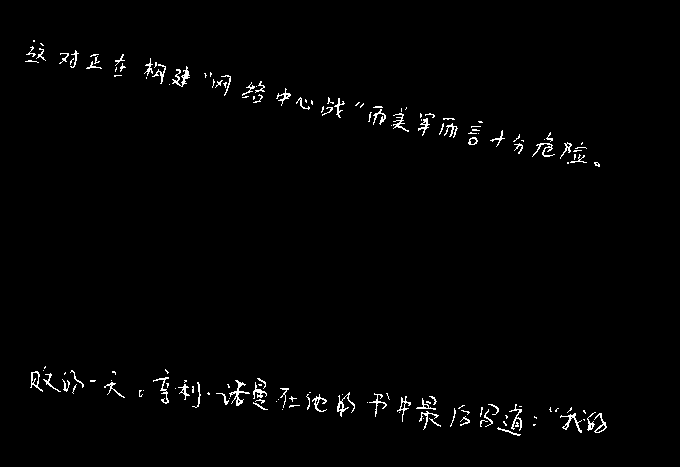 这对正在构建“网络中心战”而美军而言十分危险。
败的一天。亨利·诺曼在他的书中最后写道:“我的